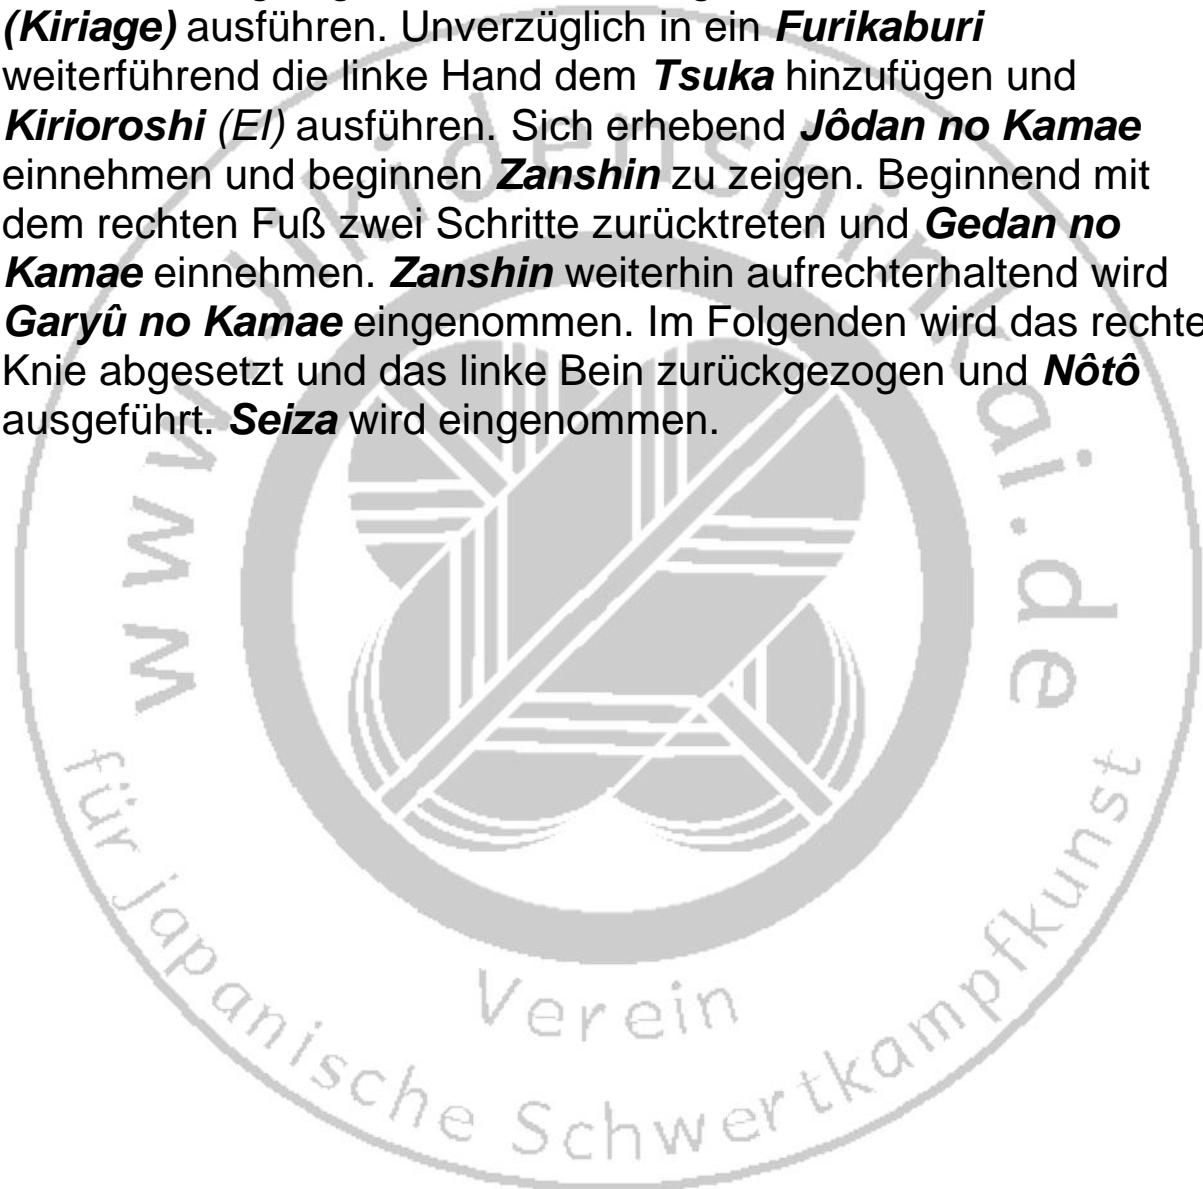 (Kiriage) ausführen. Unverzüglich in ein Furikaburi
weiterführend die linke Hand dem Tsuka hinzufügen und
Kirioroshi (EI) ausführen. Sich erhebend Jôdan no Kamae
einnehmen und beginnen Zanshin zu zeigen. Beginnend mit
dem rechten Fuß zwei Schritte zurücktreten und Gedan no
Kamae einnehmen. Zanshin weiterhin aufrechterhaltend wird
Garyû no Kamae eingenommen. Im Folgenden wird das rechte
Knie abgesetzt und das linke Bein zurückgezogen und Nôtô
ausgeführt. Seiza wird eingenommen.
www.jikidenshinkai.de
Verein
für japanische Schwertkampfkunst